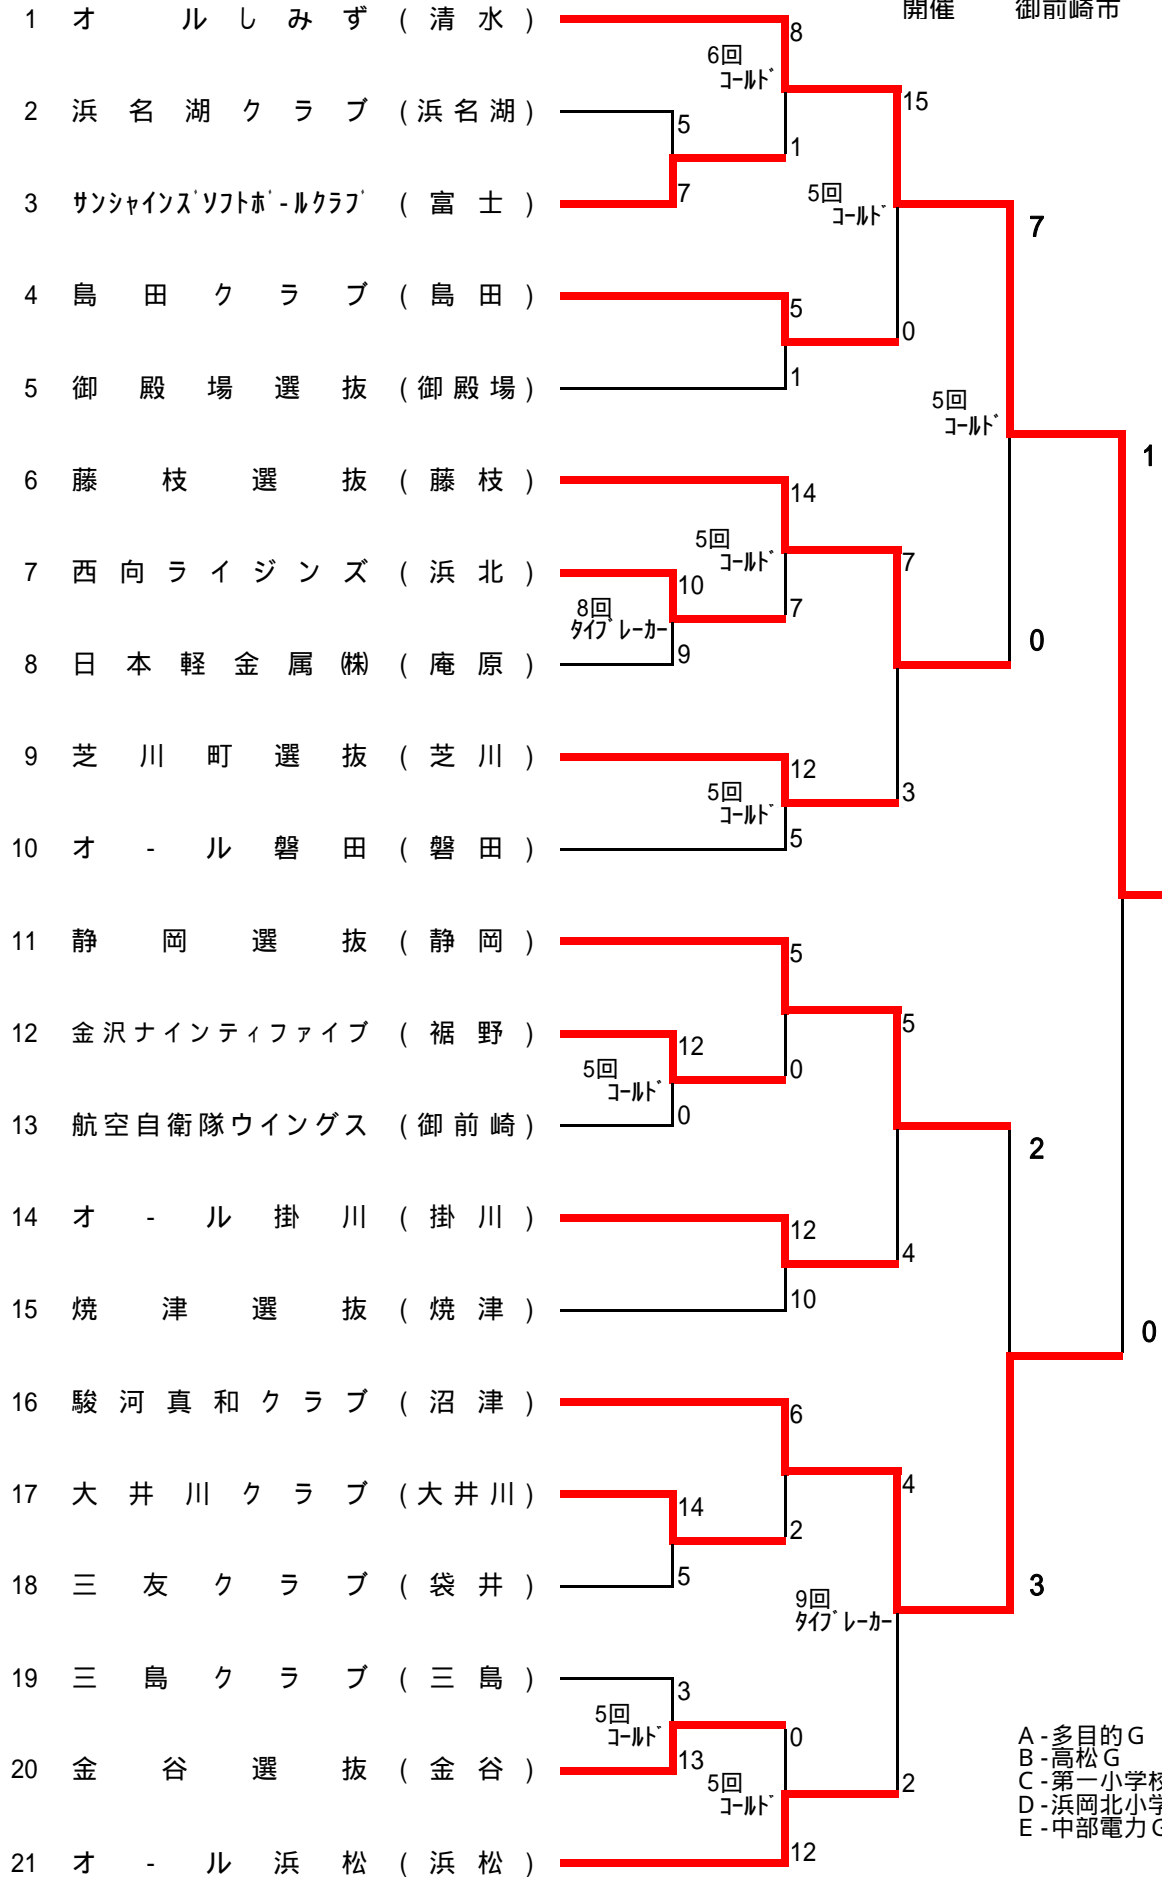 開催 御前崎市
1 オールしみず (清水)
8
6回
コールド
15
2 浜名湖クラブ (浜名湖)
5
1
3 サンシャインズソフトボ-ルクラブ (富士)
7
5回
コールド
7
4 島田クラブ (島田)
5
0
5 御殿場選抜 (御殿場)
1
5回
コールド
1
6 藤枝選抜 (藤枝)
14
5回
コールド
7
7 西向ライジンズ (浜北)
10
8回
タイブレーカー
7
0
8 日本軽金属㈱ (庵原)
9
9 芝川町選抜 (芝川)
12
5回
コールド
3
10 オ-ル磐田 (磐田)
5
11 静岡選抜 (静岡)
5
5
12 金沢ナインティファイブ (裾野)
12
5回
コールド
0
13 航空自衛隊ウイングス (御前崎)
0
2
14 オ-ル掛川 (掛川)
12
4
15 焼津選抜 (焼津)
10
0
16 駿河真和クラブ (沼津)
6
4
17 大井川クラブ (大井川)
14
2
18 三友クラブ (袋井)
5
3
9回
タイブレーカー
19 三島クラブ (三島)
3
5回
コールド
0
20 金谷選抜 (金谷)
13
5回
コールド
2
21 オ-ル浜松 (浜松)
12
A-多目的G
B-高松G
C-第一小学校
D-浜岡北小学
E-中部電力G